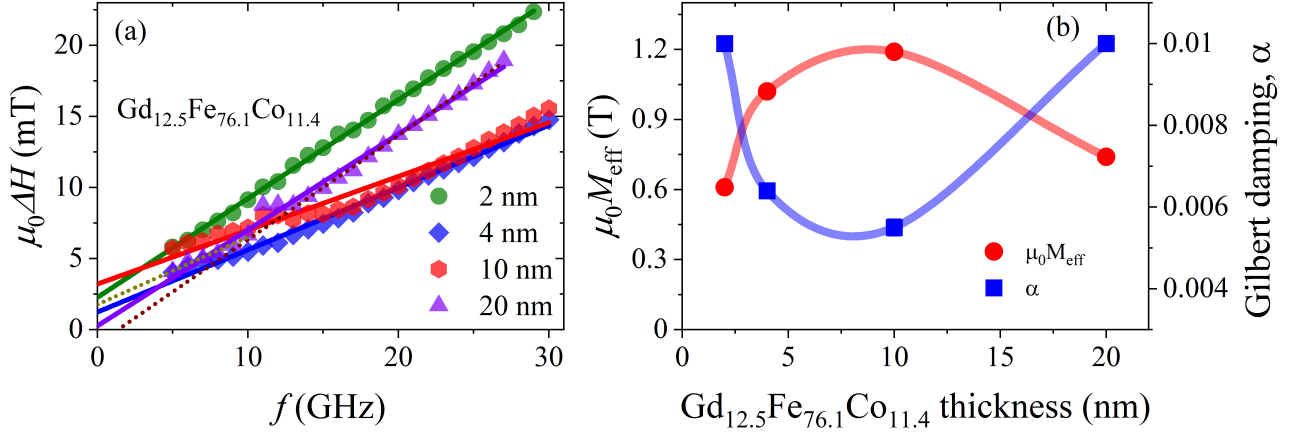 (a)
Gd12.5Fe76.1Co11.4
2 nm
4 nm
10 nm
20 nm
0
5
10
15
20
μ0ΔH (mT)
0 10 20 30
f (GHz)
(b)
μ0Meff
α
0
0.3
0.6
0.9
1.2
μ0Meff (T)
0.004
0.006
0.008
0.01
Gilbert damping, α
0 5 10 15 20
Gd12.5Fe76.1Co11.4 thickness (nm)